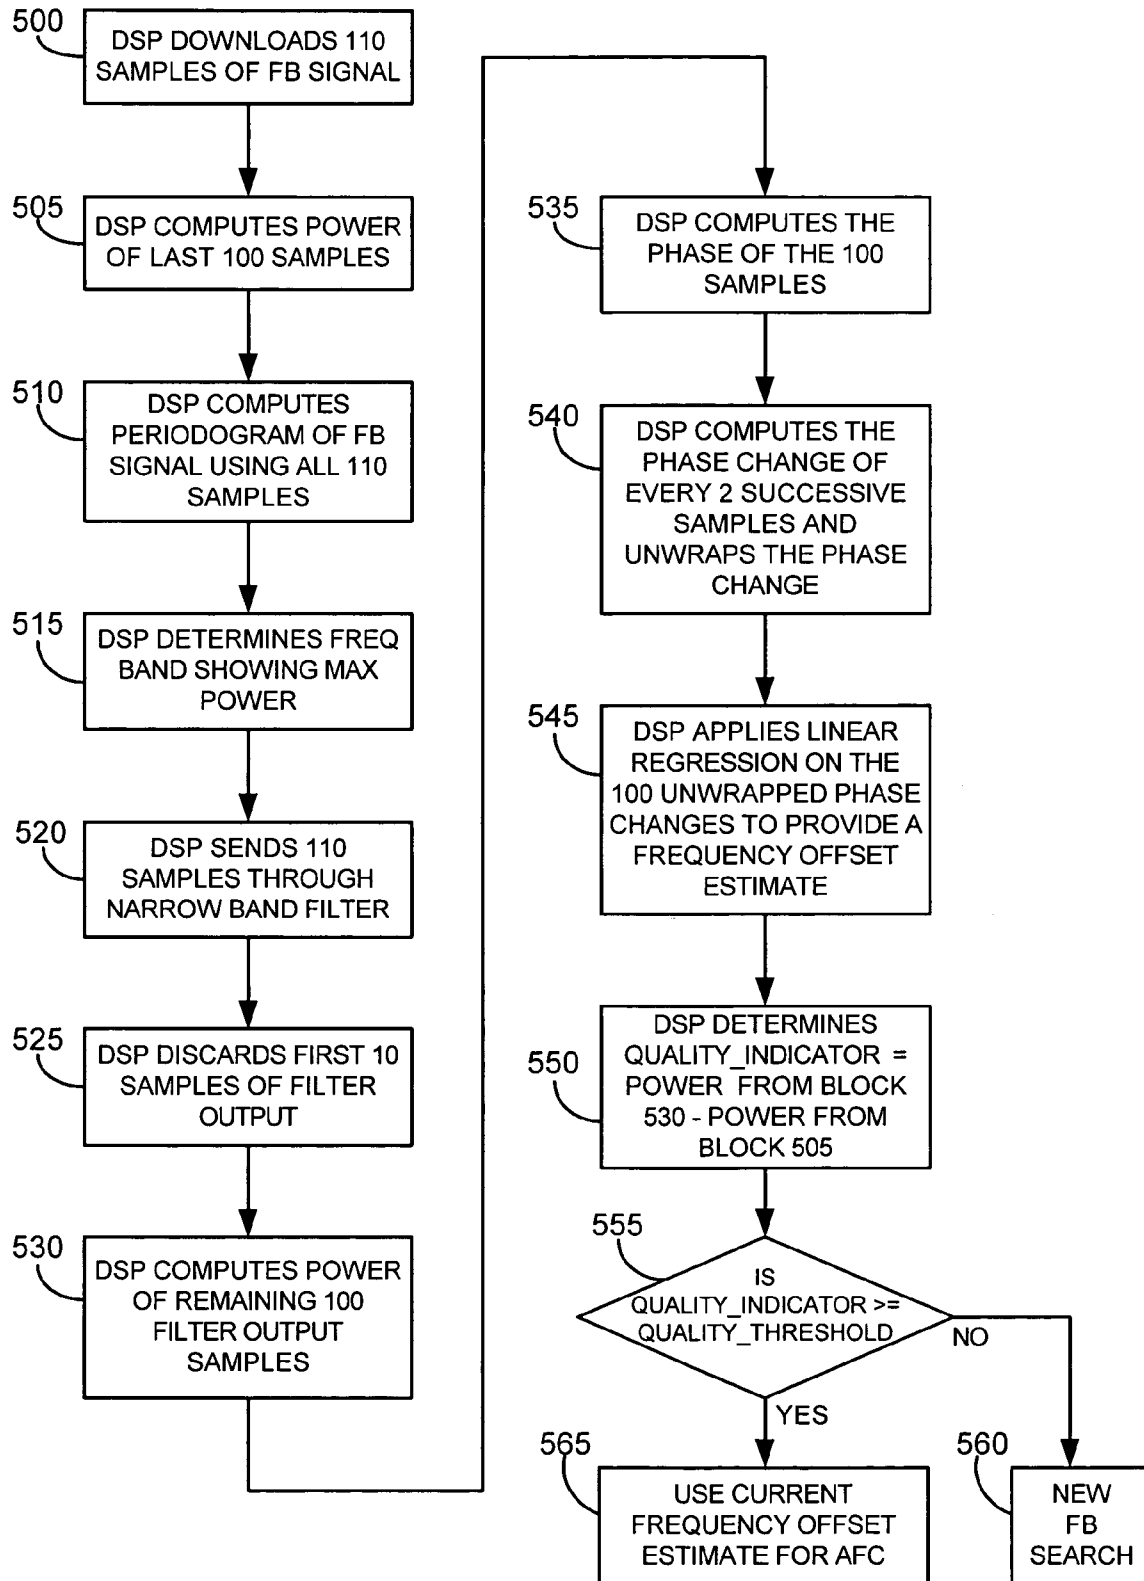 500
DSP DOWNLOADS 110
SAMPLES OF FB SIGNAL
505
DSP COMPUTES POWER
OF LAST 100 SAMPLES
510
DSP COMPUTES
PERIODOGRAM OF FB
SIGNAL USING ALL 110
SAMPLES
515
DSP DETERMINES FREQ
BAND SHOWING MAX
POWER
520
DSP SENDS 110
SAMPLES THROUGH
NARROW BAND FILTER
525
DSP DISCARDS FIRST 10
SAMPLES OF FILTER
OUTPUT
530
DSP COMPUTES POWER
OF REMAINING 100
FILTER OUTPUT
SAMPLES
535
DSP COMPUTES THE
PHASE OF THE 100
SAMPLES
540
DSP COMPUTES THE
PHASE CHANGE OF
EVERY 2 SUCCESSIVE
SAMPLES AND
UNWRAPS THE PHASE
CHANGE
545
DSP APPLIES LINEAR
REGRESSION ON THE
100 UNWRAPPED PHASE
CHANGES TO PROVIDE A
FREQUENCY OFFSET
ESTIMATE
550
DSP DETERMINES
QUALITY_INDICATOR =
POWER FROM BLOCK
530 - POWER FROM
BLOCK 505
555
IS
QUALITY_INDICATOR >=
QUALITY_THRESHOLD
NO
YES
565
USE CURRENT
FREQUENCY OFFSET
ESTIMATE FOR AFC
560
NEW
FB
SEARCH